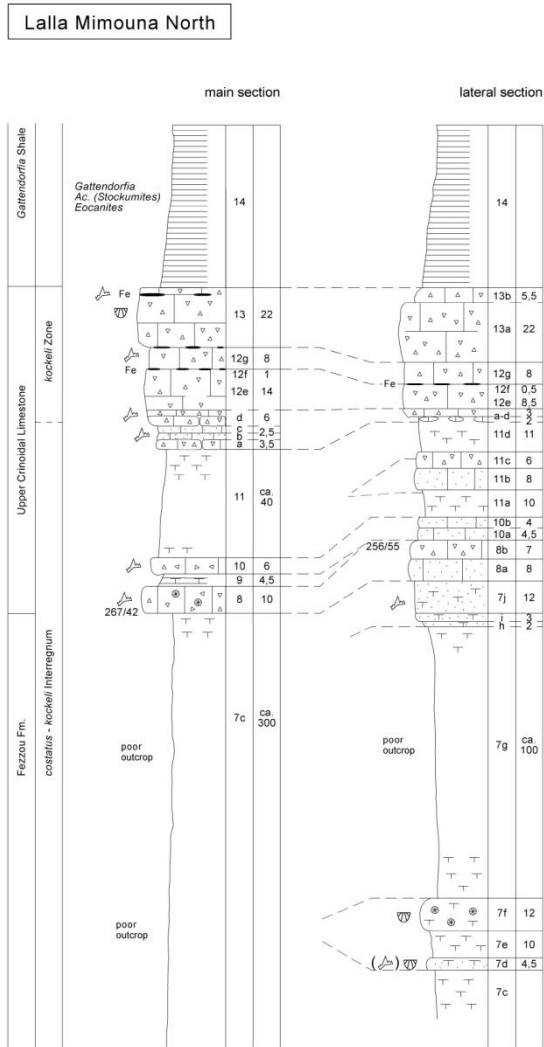 Lalla Mimouna North
main section
lateral section
Gattendorfia Shale
Upper Crinoidal Limestone
Fezzou Fm.
kockeli Zone
costatus - kockeli Interregnum
Gattendorfia
Ac. (Stockumites)
Eocanites
14
Fe
13 22
12g 8
Fe
12f 1
12e 14
d 6
c
b 2,5
a 3,5
11 ca. 40
10 6
9 4,5
8 10
267/42
7c ca. 300
poor
outcrop
poor
outcrop
14
13b 5,5
13a 22
12g 8
Fe
12f 0,5
12e 8,5
a-d 3
2
11d 11
11c 6
11b 8
11a 10
10b 4
10a 4,5
256/55
8b 7
8a 8
7j 12
i 3
h 2
poor
outcrop
7g ca. 100
7f 12
7e 10
7d 4,5
7c